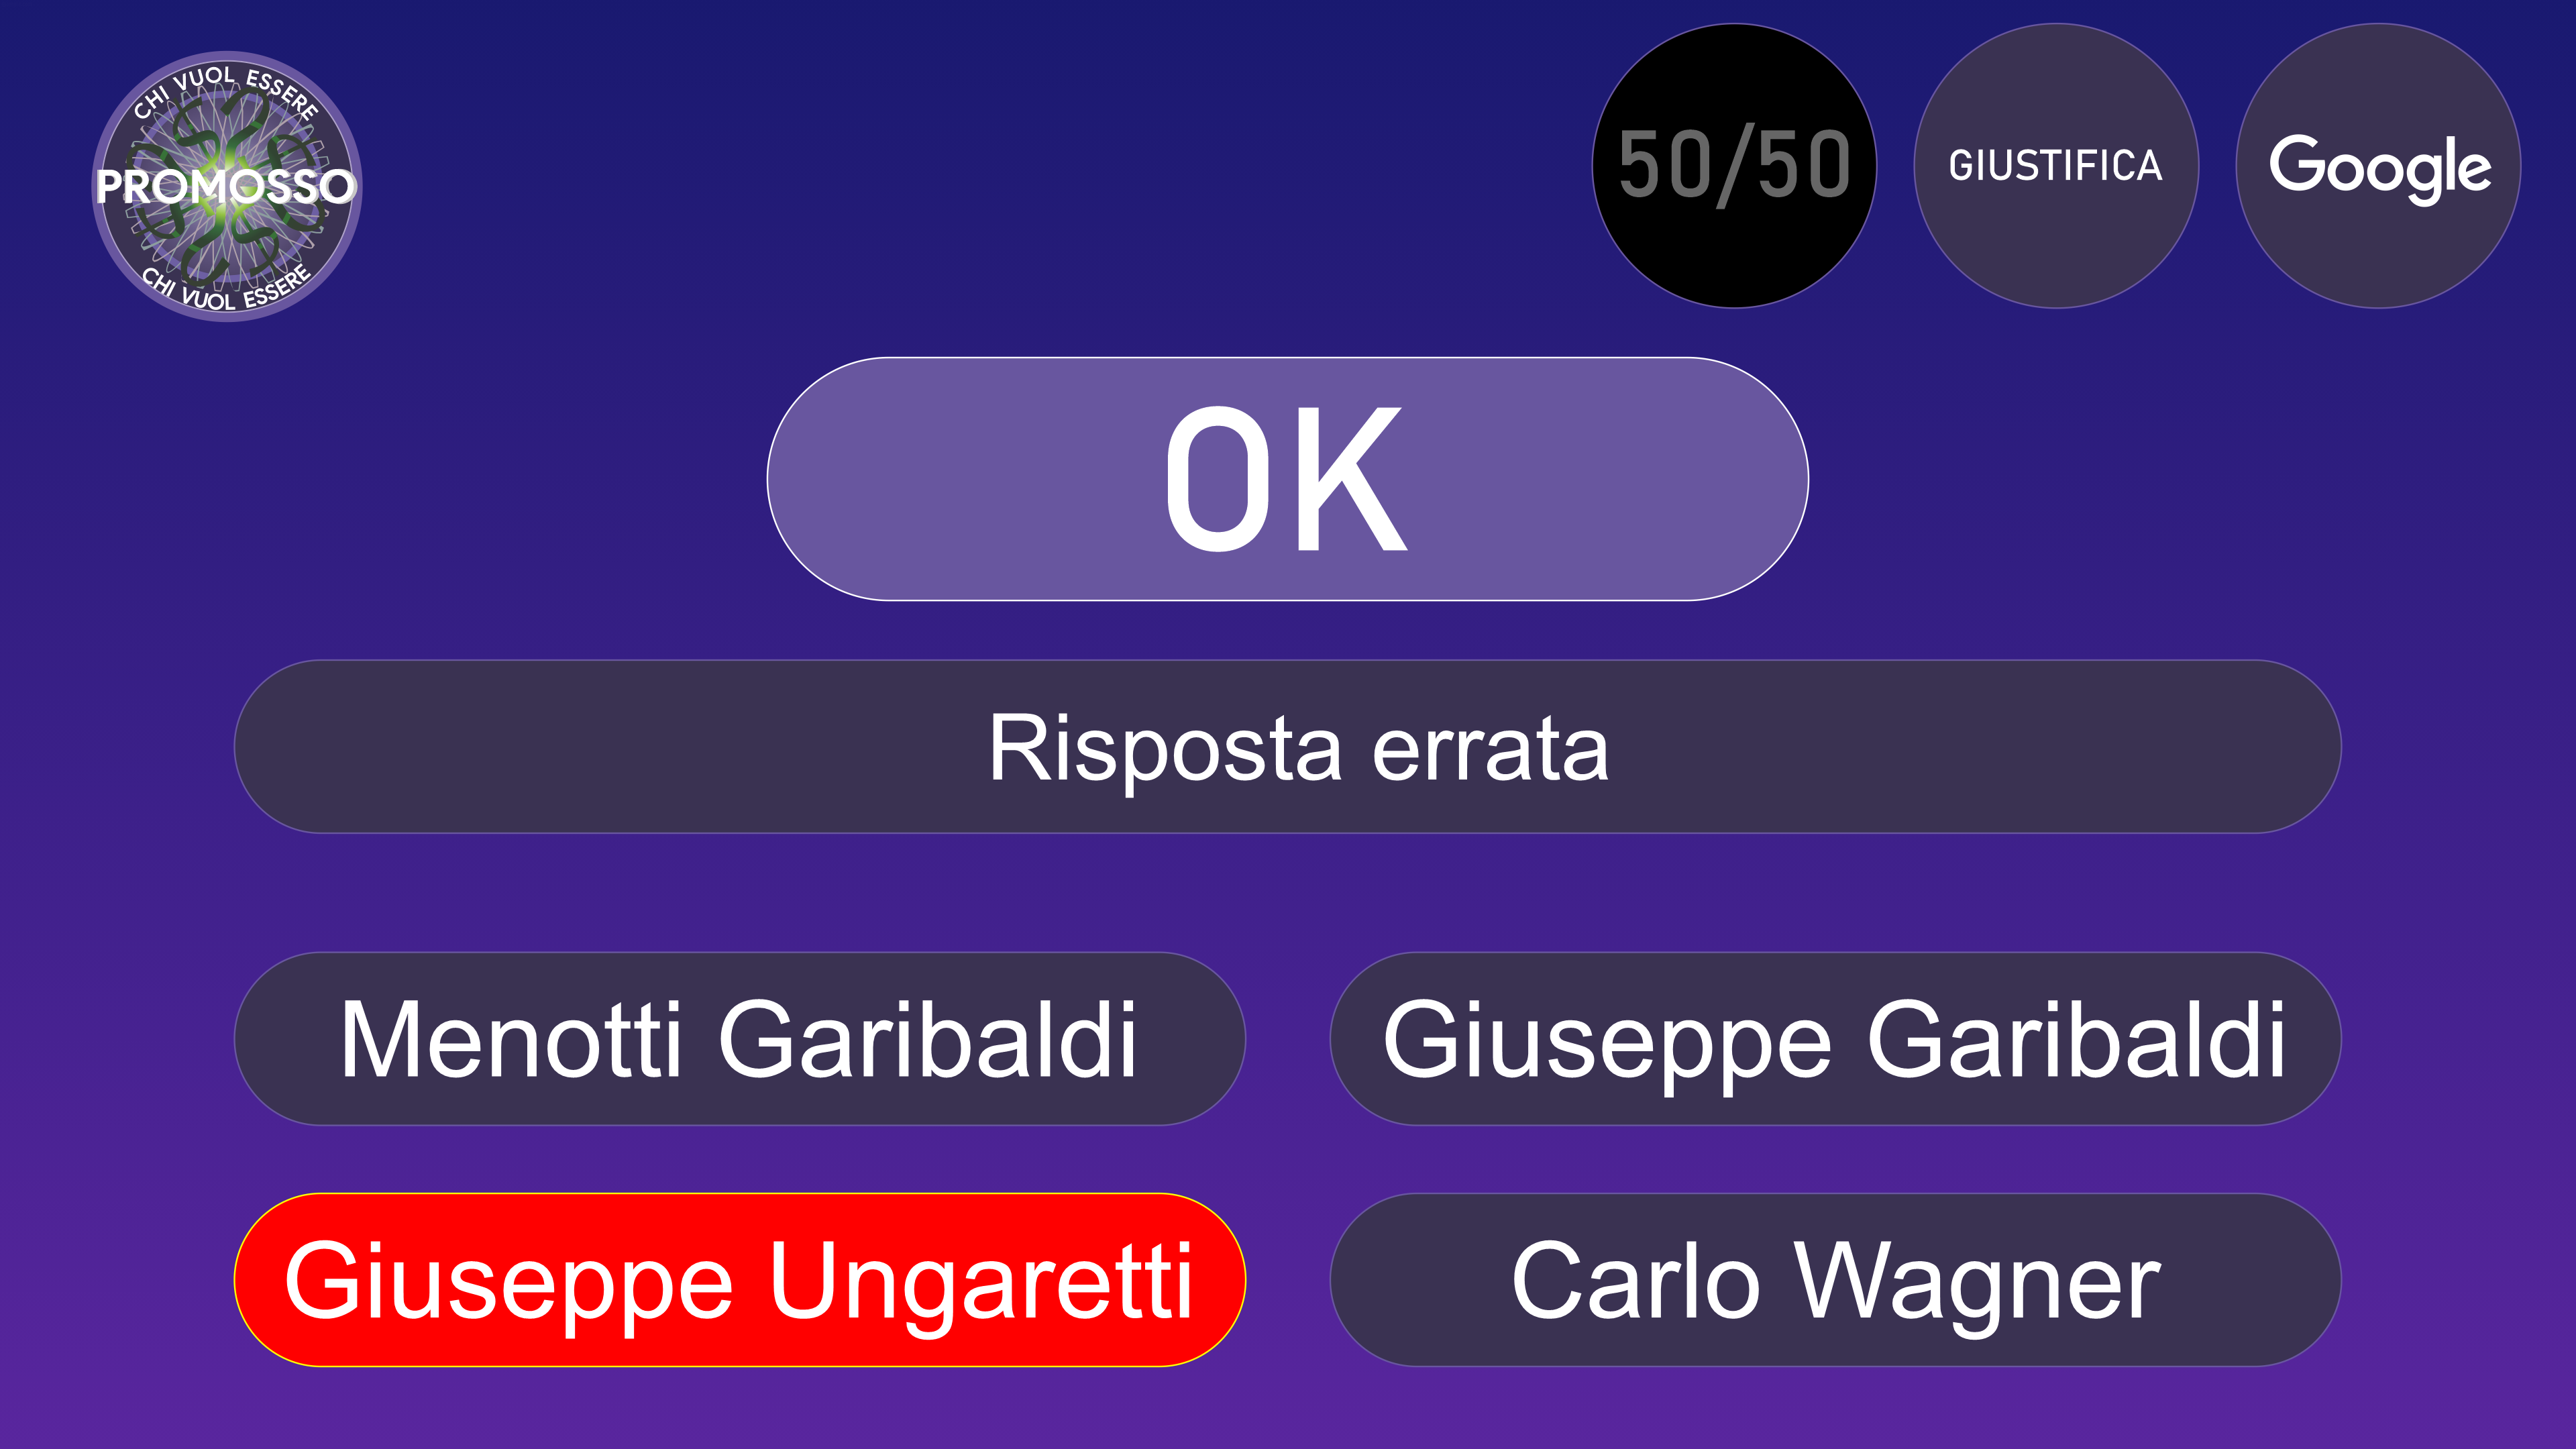 CHI VUOL ESSERE
PROMOSSO
CHI VUOL ESSERE
50/50
GIUSTIFICA
Google
OK
Risposta errata
Menotti Garibaldi
Giuseppe Garibaldi
Giuseppe Ungaretti
Carlo Wagner